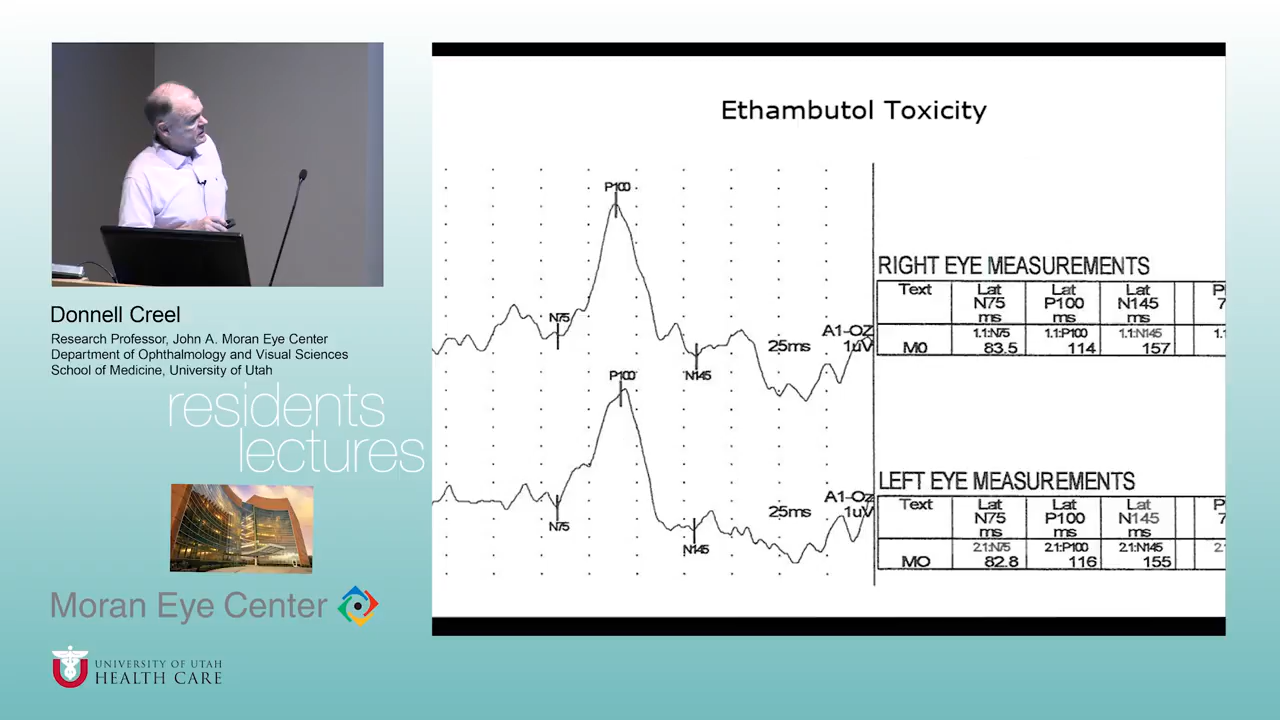 Ethambutol Toxicity
P100
N75
N145
A1-OZ
25ms
1uV
P100
N75
N145
A1-Oz
25ms
1uV
RIGHT EYE MEASUREMENTS
Text Lat Lat Lat
N75 P100 N145
ms ms ms
1.1:N75 1.1:P100 1.1:N145
M0 83.5 114 157
LEFT EYE MEASUREMENTS
Text Lat Lat Lat
N75 P100 N145
ms ms ms
2.1:N75 2.1:P100 2.1:N145
MO 82.8 116 155
Donnell Creel
Research Professor, John A. Moran Eye Center
Department of Ophthalmology and Visual Sciences
School of Medicine, University of Utah
residents
lectures
Moran Eye Center
UNIVERSITY OF UTAH
HEALTH CARE